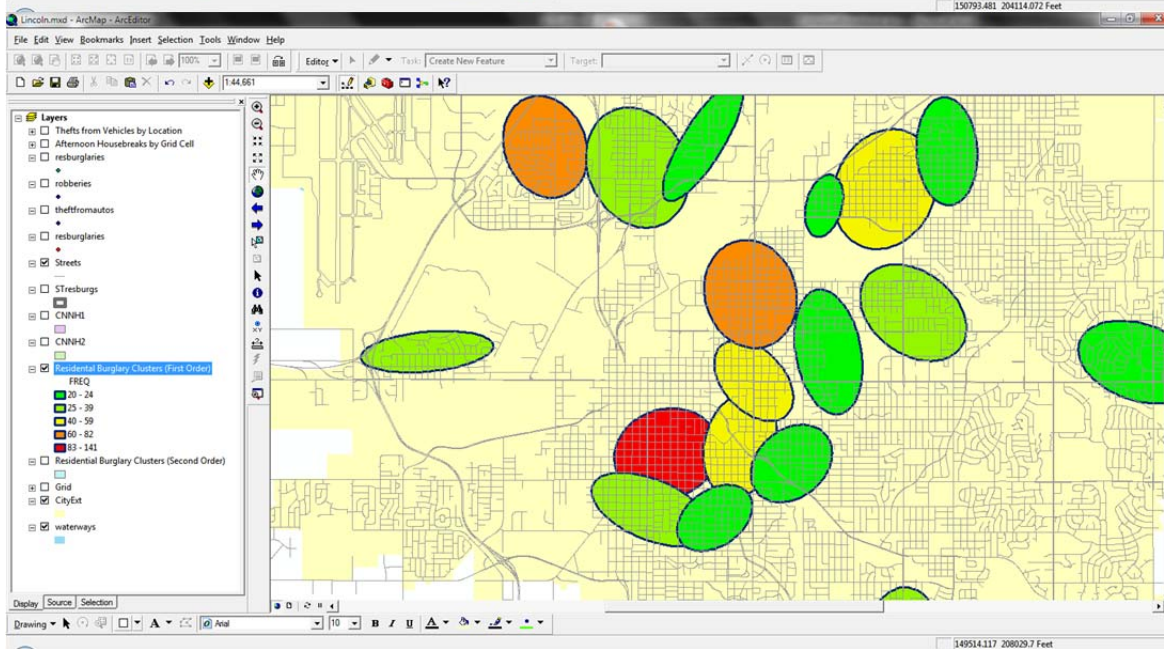 150793.481 204114.072 Feet
Lincoln.mxd - ArcMap - ArcEditor
File Edit View Bookmarks Insert Selection Tools Window Help
100% Editor Task: Create New Feature Target:
1:44,661
Layers
Thefts from Vehicles by Location
Afternoon Housebreaks by Grid Cell
resburglaries
robberies
theftfromautos
resburglaries
Streets
STresburgs
CNNH1
CNNH2
Residental Burglary Clusters (First Order)
FREQ
20 - 24
25 - 39
40 - 59
60 - 82
83 - 141
Residential Burglary Clusters (Second Order)
Grid
CityExt
waterways
Display Source Selection
Drawing A Arial 10 B I U A
149514.117 208029.7 Feet